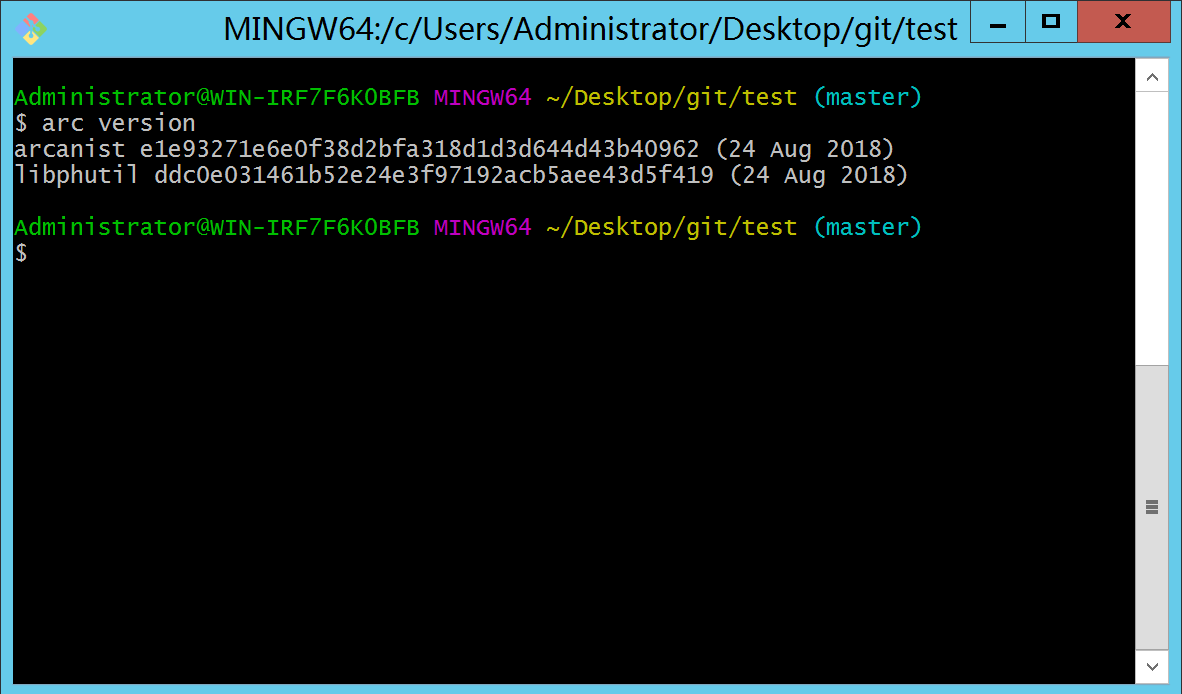 MINGW64:/c/Users/Administrator/Desktop/git/test
Administrator@WIN-IRF7F6K0BFB MINGW64 ~/Desktop/git/test (master)
$ arc version
arcanist e1e93271e6e0f38d2bfa318d1d3d644d43b40962 (24 Aug 2018)
libphutil ddc0e031461b52e24e3f97192acb5aee43d5f419 (24 Aug 2018)
Administrator@WIN-IRF7F6K0BFB MINGW64 ~/Desktop/git/test (master)
$